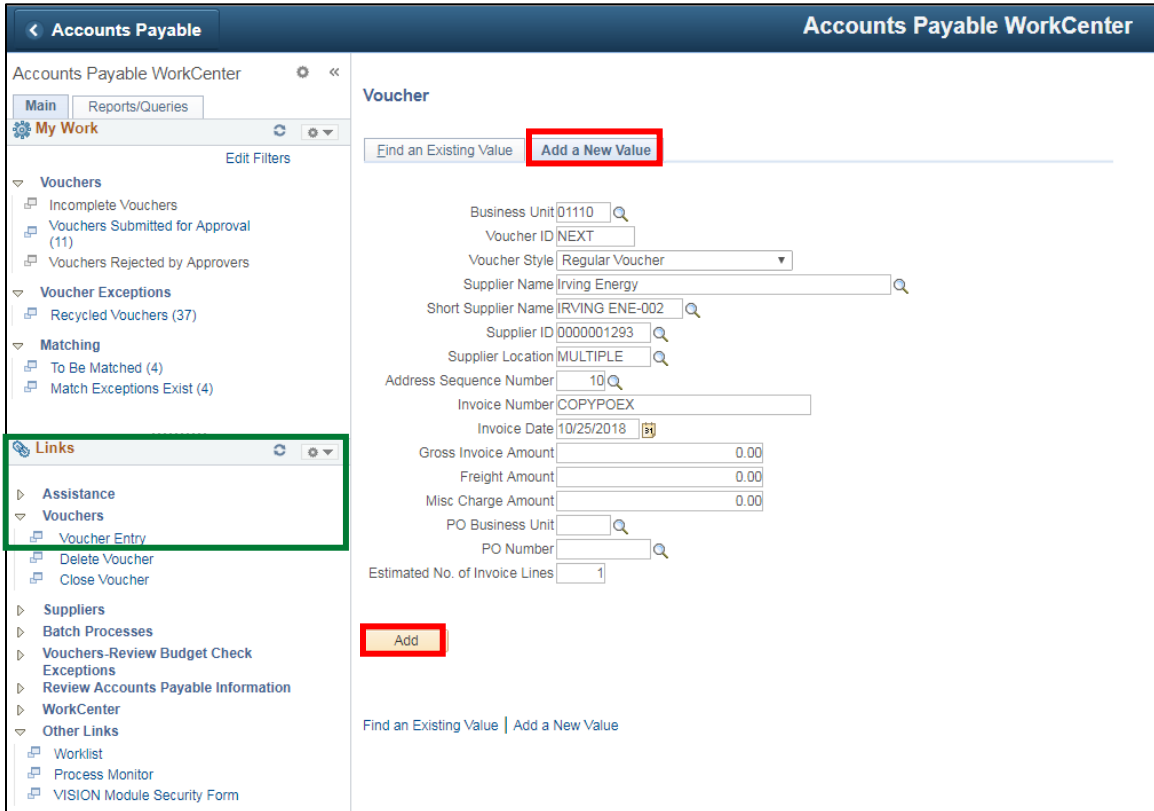 Accounts Payable
Accounts Payable WorkCenter
Accounts Payable WorkCenter
Main
Reports/Queries
My Work
Edit Filters
Vouchers
Incomplete Vouchers
Vouchers Submitted for Approval
(11)
Vouchers Rejected by Approvers
Voucher Exceptions
Recycled Vouchers (37)
Matching
To Be Matched (4)
Match Exceptions Exist (4)
Links
Assistance
Vouchers
Voucher Entry
Delete Voucher
Close Voucher
Suppliers
Batch Processes
Vouchers-Review Budget Check
Exceptions
Review Accounts Payable Information
WorkCenter
Other Links
Worklist
Process Monitor
VISION Module Security Form
Voucher
Find an Existing Value
Add a New Value
Business Unit 01110
Voucher ID NEXT
Voucher Style Regular Voucher
Supplier Name Irving Energy
Short Supplier Name IRVING ENE-002
Supplier ID 0000001293
Supplier Location MULTIPLE
Address Sequence Number 10
Invoice Number COPYPOEX
Invoice Date 10/25/2018 31
Gross Invoice Amount 0.00
Freight Amount 0.00
Misc Charge Amount 0.00
PO Business Unit
PO Number
Estimated No. of Invoice Lines 1
Add
Find an Existing Value | Add a New Value